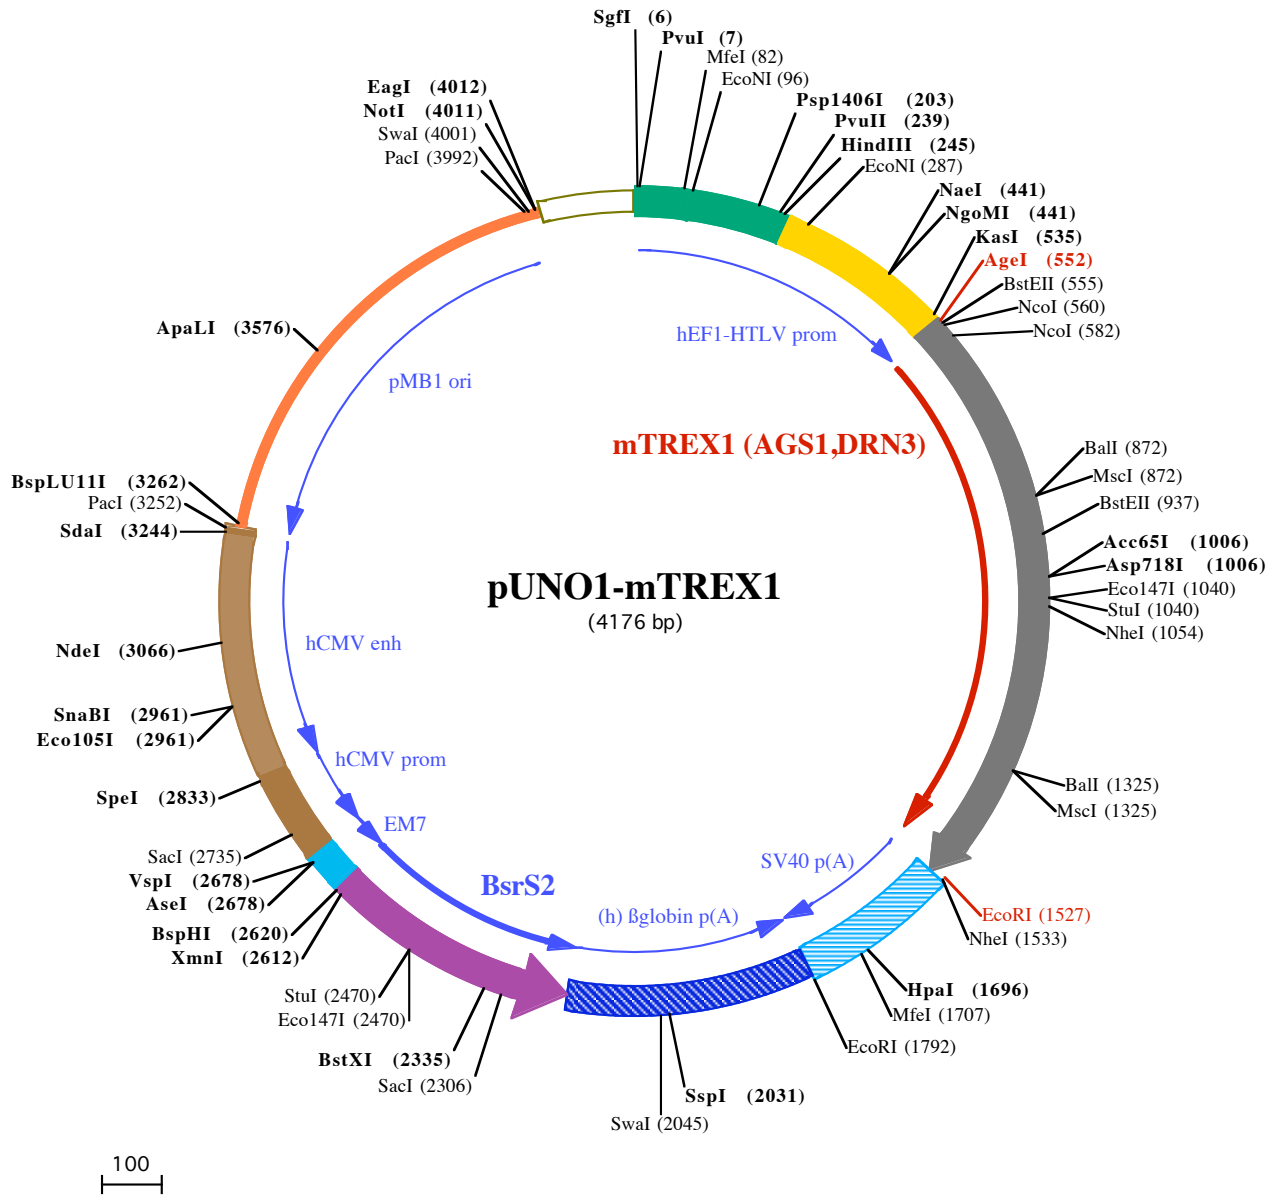 SgfI (6)
PvuI (7)
MfeI (82)
EcoNI (96)
Psp1406I (203)
PvuII (239)
HindIII (245)
EcoNI (287)
NaeI (441)
NgoMI (441)
KasI (535)
AgeI (552)
BstEII (555)
NcoI (560)
NcoI (582)
BalI (872)
MscI (872)
BstEII (937)
Acc65I (1006)
Asp718I (1006)
Eco147I (1040)
StuI (1040)
NheI (1054)
BalI (1325)
MscI (1325)
EcoRI (1527)
NheI (1533)
HpaI (1696)
MfeI (1707)
EcoRI (1792)
SspI (2031)
SwaI (2045)
SacI (2306)
BstXI (2335)
Eco147I (2470)
StuI (2470)
XmnI (2612)
BspHI (2620)
AseI (2678)
VspI (2678)
SacI (2735)
SpeI (2833)
Eco105I (2961)
SnaBI (2961)
NdeI (3066)
SdaI (3244)
PacI (3252)
BspLU11I (3262)
ApaLI (3576)
PacI (3992)
SwaI (4001)
NotI (4011)
EagI (4012)
hEF1-HTLV prom
mTREX1 (AGS1,DRN3)
SV40 p(A)
(h) ßglobin p(A)
BsrS2
EM7
hCMV prom
hCMV enh
pMB1 ori
pUNO1-mTREX1
(4176 bp)
100